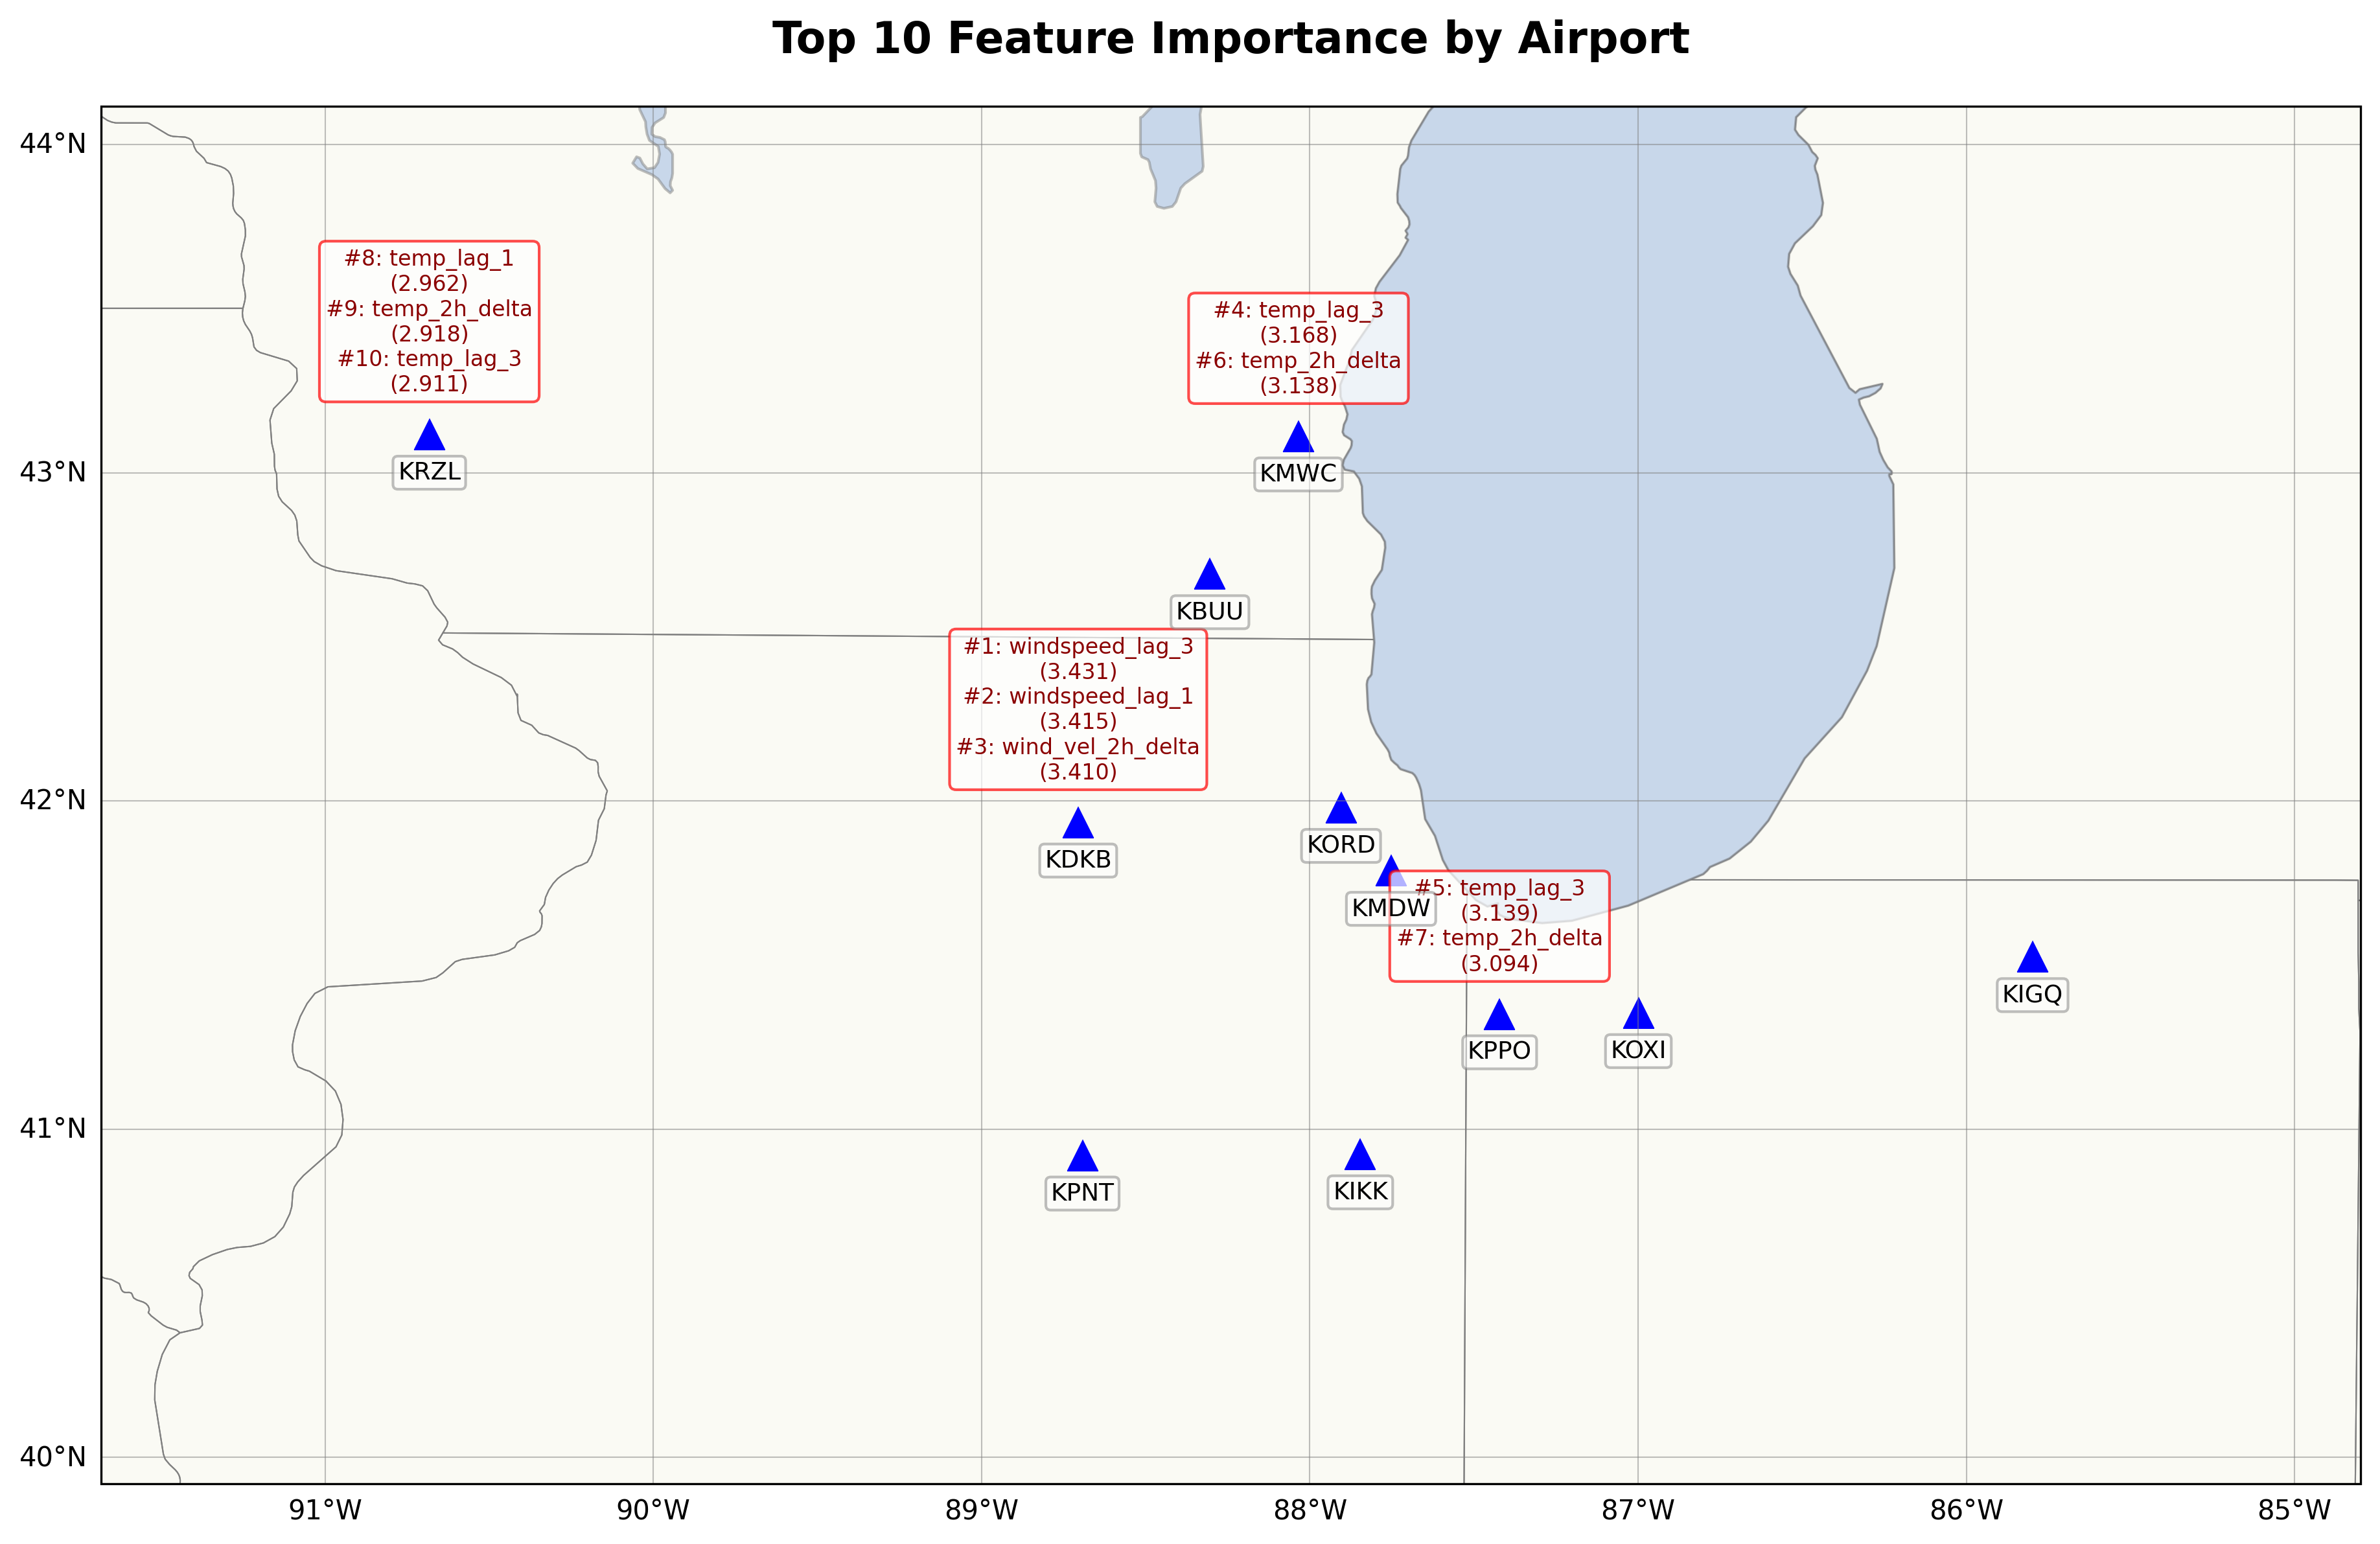 Top 10 Feature Importance by Airport
44°N
43°N
42°N
41°N
40°N
#8: temp_lag_1
(2.962)
#9: temp_2h_delta
(2.918)
#10: temp_lag_3
(2.911)
KRZL
#4: temp_lag_3
(3.168)
#6: temp_2h_delta
(3.138)
KMWC
KBUU
#1: windspeed_lag_3
(3.431)
#2: windspeed_lag_1
(3.415)
#3: wind_vel_2h_delta
(3.410)
KDKB
KORD
KMDW
#5: temp_lag_3
(3.139)
#7: temp_2h_delta
(3.094)
KPPO
KOXI
KIGQ
KPNT
KIKK
91°W
90°W
89°W
88°W
87°W
86°W
85°W